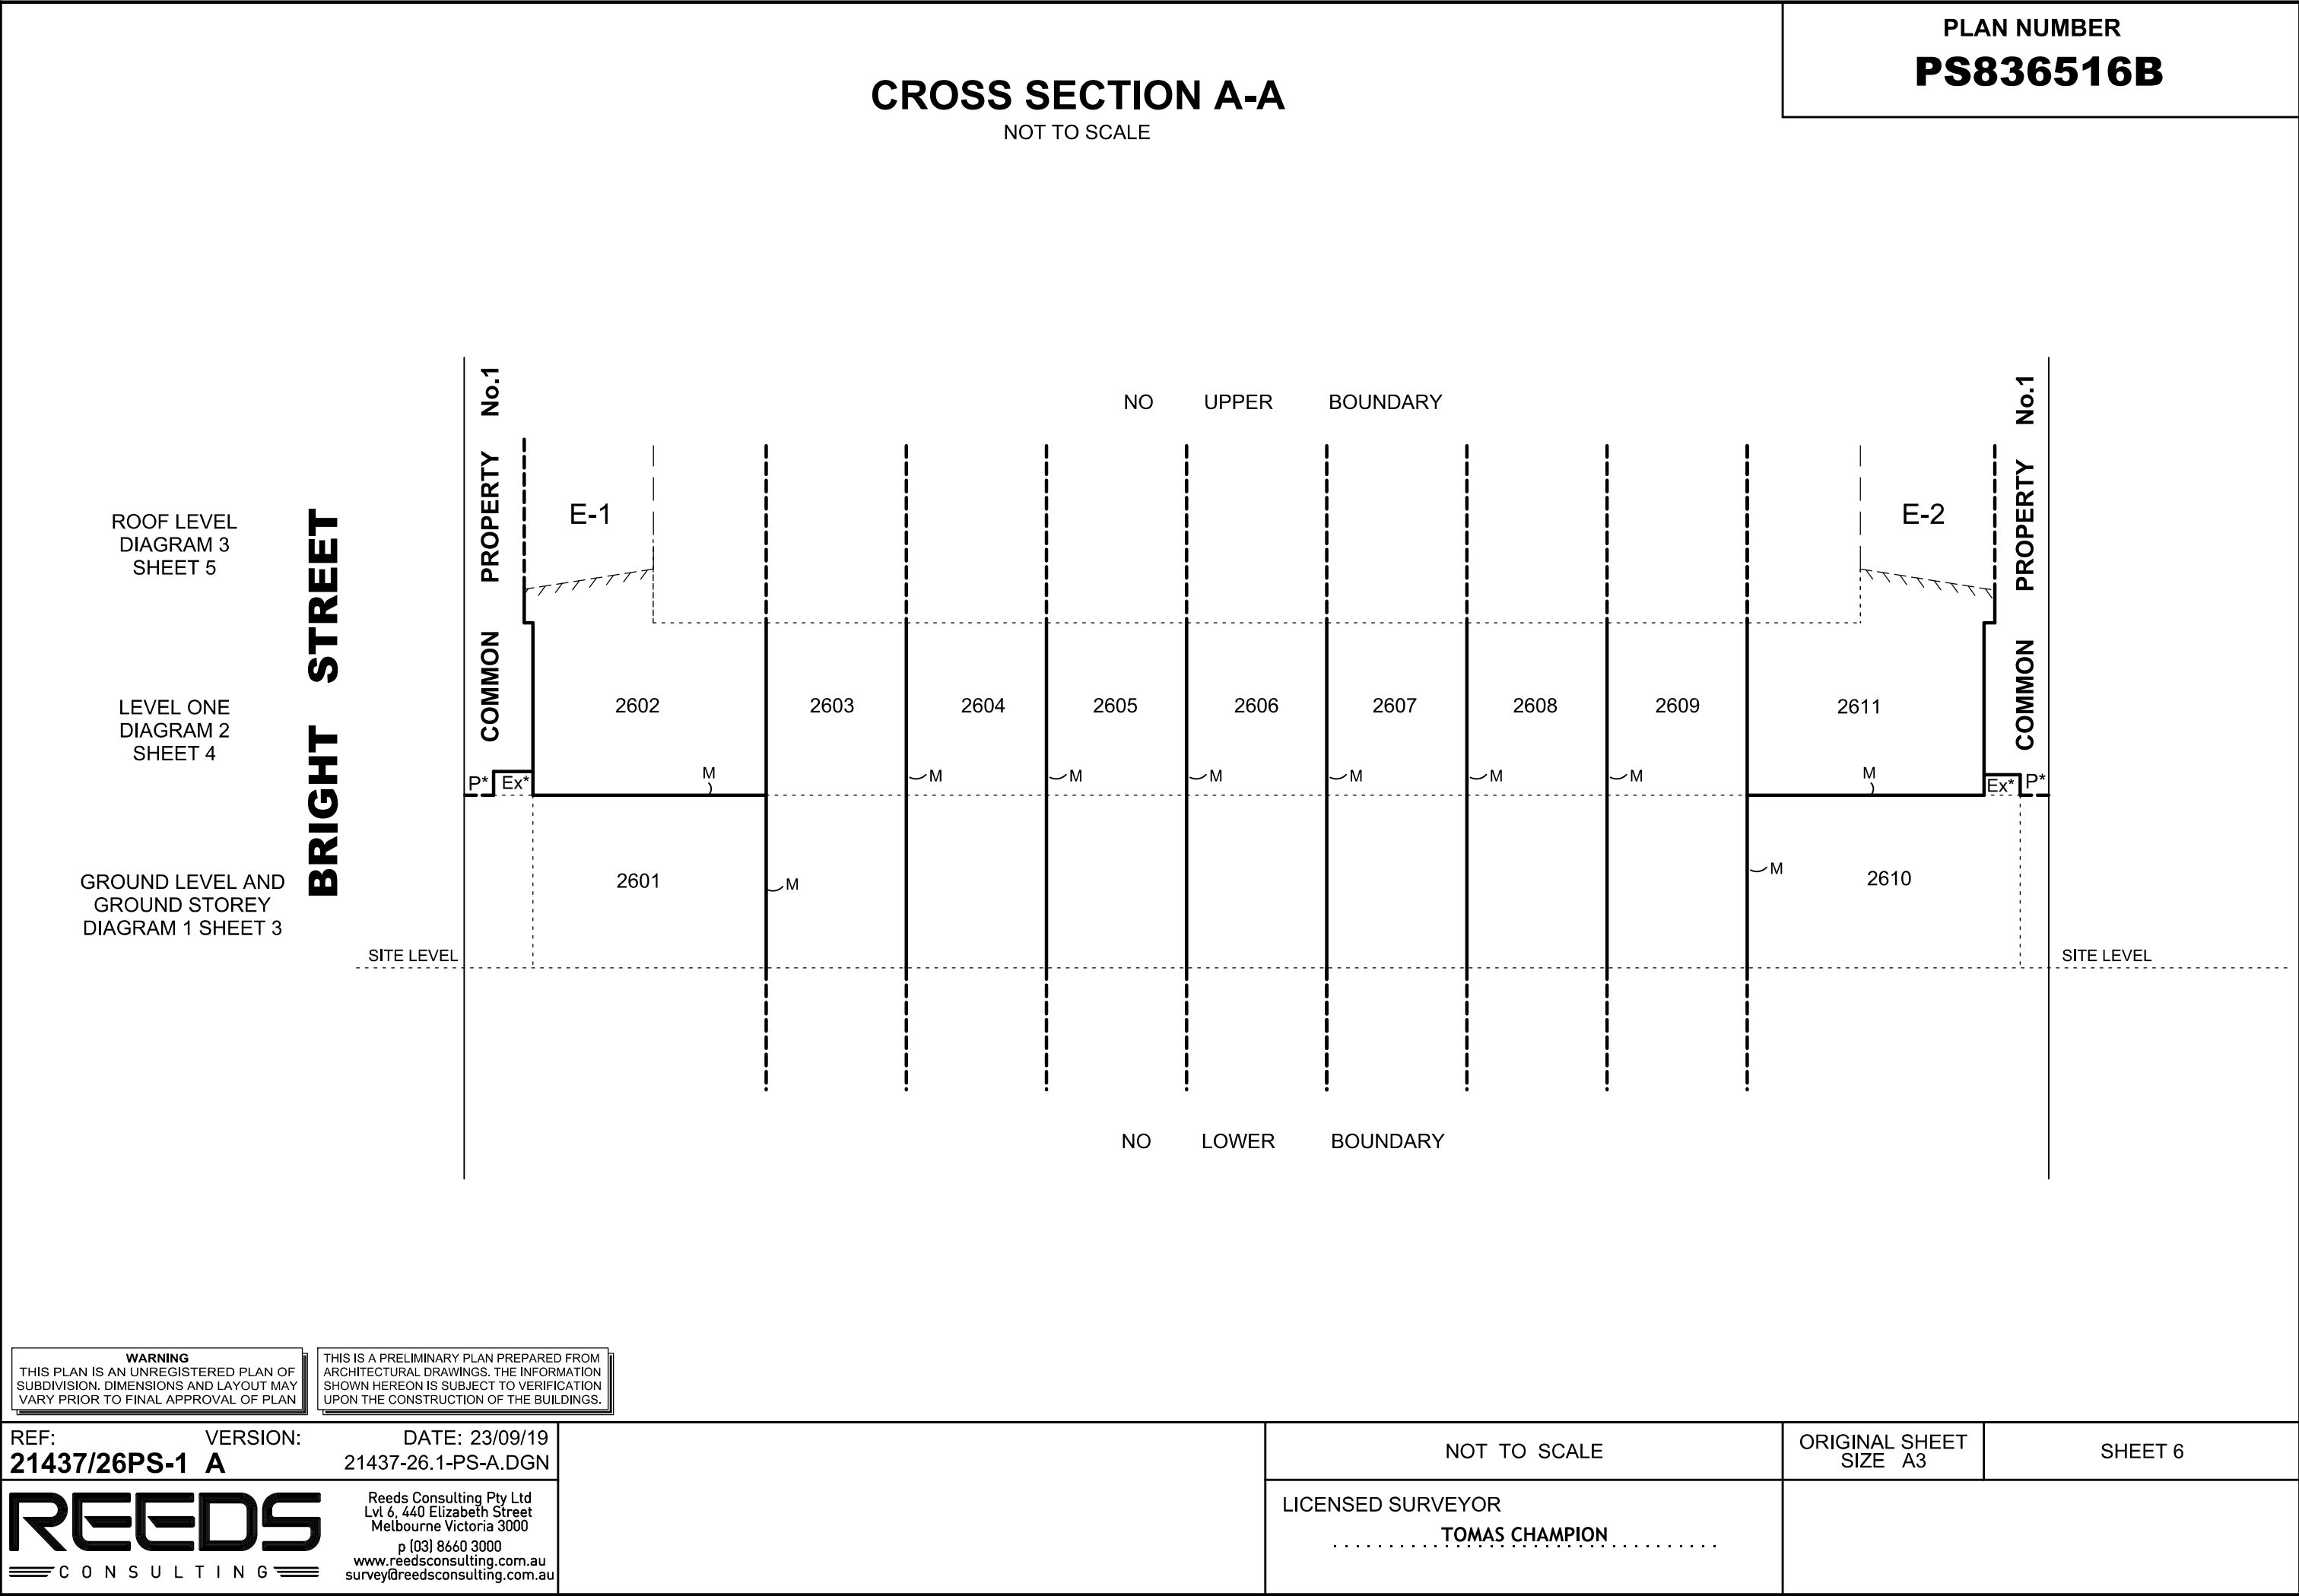 PLAN NUMBER
PS836516B
CROSS SECTION A-A
NOT TO SCALE
NO UPPER BOUNDARY
COMMON PROPERTY No.1
COMMON PROPERTY No.1
E-1
E-2
ROOF LEVEL
DIAGRAM 3
SHEET 5
BRIGHT STREET
LEVEL ONE
DIAGRAM 2
SHEET 4
2602
2603
2604
2605
2606
2607
2608
2609
2611
P*
Ex*
M
M
M
M
M
M
M
M
Ex*
P*
GROUND LEVEL AND
GROUND STOREY
DIAGRAM 1 SHEET 3
2601
M
M
2610
SITE LEVEL
SITE LEVEL
NO LOWER BOUNDARY
WARNING
THIS PLAN IS AN UNREGISTERED PLAN OF
SUBDIVISION. DIMENSIONS AND LAYOUT MAY
VARY PRIOR TO FINAL APPROVAL OF PLAN
THIS IS A PRELIMINARY PLAN PREPARED FROM
ARCHITECTURAL DRAWINGS. THE INFORMATION
SHOWN HEREON IS SUBJECT TO VERIFICATION
UPON THE CONSTRUCTION OF THE BUILDINGS.
REF: VERSION: DATE: 23/09/19
21437/26PS-1 A 21437-26.1-PS-A.DGN
REEDS
CONSULTING
Reeds Consulting Pty Ltd
Lvl 6, 440 Elizabeth Street
Melbourne Victoria 3000
p (03) 8660 3000
www.reedsconsulting.com.au
survey@reedsconsulting.com.au
NOT TO SCALE
ORIGINAL SHEET
SIZE A3
SHEET 6
LICENSED SURVEYOR
TOMAS CHAMPION